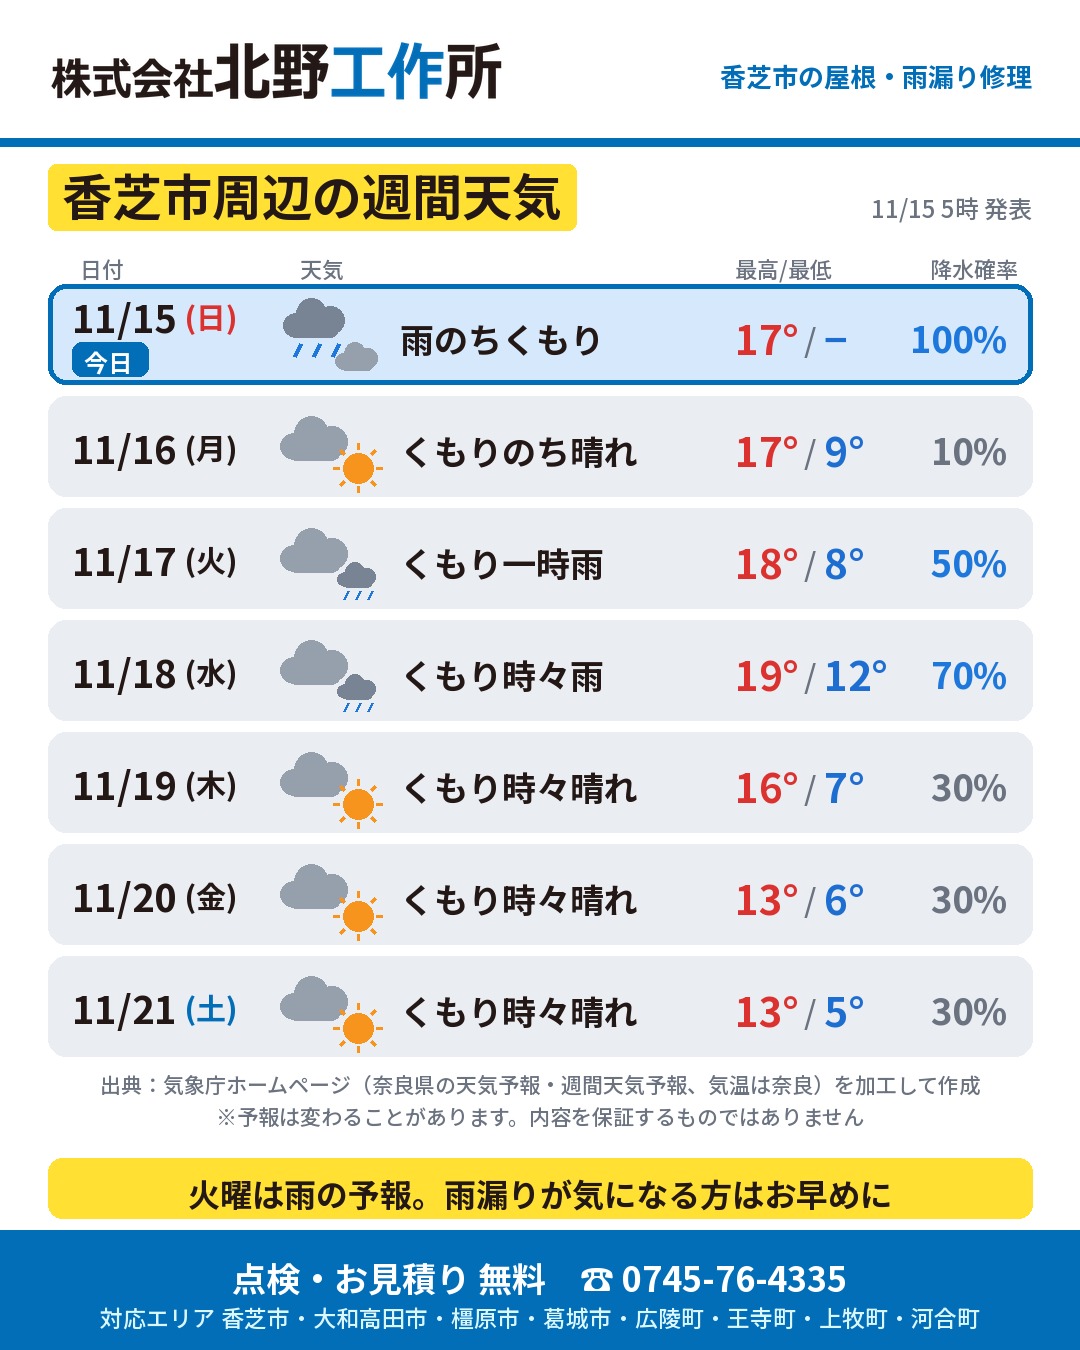 株式会社北野工作所
香芝市の屋根・雨漏り修理
香芝市周辺の週間天気
11/15 5時 発表
日付 天気 最高/最低 降水確率
11/15 (日) 今日 雨のちくもり 17° / − 100%
11/16 (月) くもりのち晴れ 17° / 9° 10%
11/17 (火) くもり一時雨 18° / 8° 50%
11/18 (水) くもり時々雨 19° / 12° 70%
11/19 (木) くもり時々晴れ 16° / 7° 30%
11/20 (金) くもり時々晴れ 13° / 6° 30%
11/21 (土) くもり時々晴れ 13° / 5° 30%
出典：気象庁ホームページ（奈良県の天気予報・週間天気予報、気温は奈良）を加工して作成
※予報は変わることがあります。内容を保証するものではありません
火曜は雨の予報。雨漏りが気になる方はお早めに
点検・お見積り 無料 ☎ 0745-76-4335
対応エリア 香芝市・大和高田市・橿原市・葛城市・広陵町・王寺町・上牧町・河合町